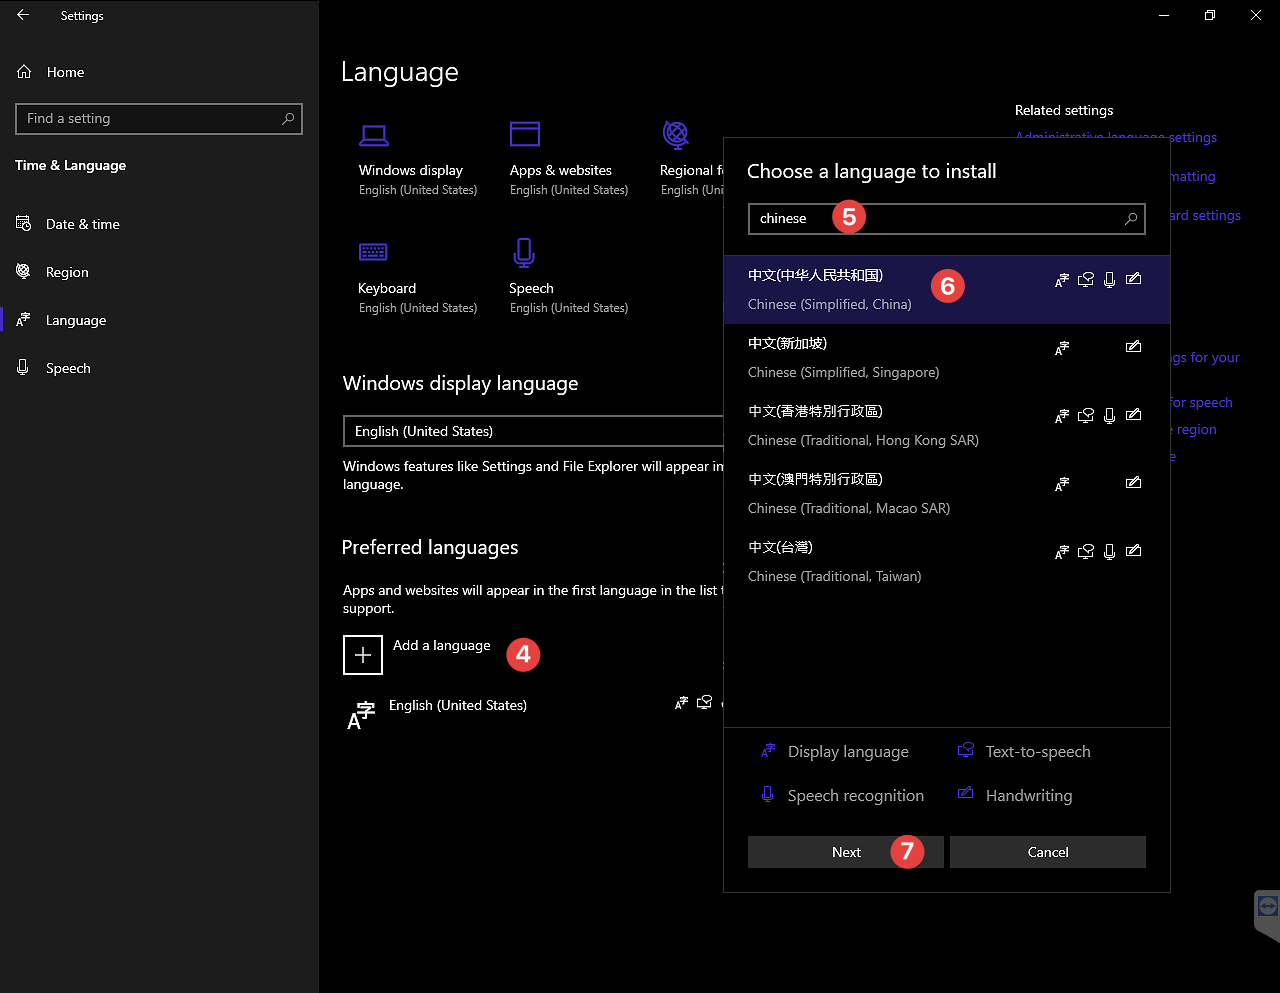 Settings
Home
Find a setting
Time & Language
Date & time
Region
Language
Speech
Language
Windows display
English (United States)
Apps & websites
English (United States)
Regional f
English (Uni
Keyboard
English (United States)
Speech
English (United States)
Windows display language
English (United States)
Windows features like Settings and File Explorer will appear in
language.
Preferred languages
Apps and websites will appear in the first language in the list t
support.
Add a language
4
English (United States)
Related settings
Administrative language settings
matting
ard settings
ngs for your
for speech
e region
e
Choose a language to install
chinese
5
中文(中华人民共和国)
Chinese (Simplified, China)
6
中文(新加坡)
Chinese (Simplified, Singapore)
中文(香港特別行政區)
Chinese (Traditional, Hong Kong SAR)
中文(澳門特別行政區)
Chinese (Traditional, Macao SAR)
中文(台灣)
Chinese (Traditional, Taiwan)
Display language
Text-to-speech
Speech recognition
Handwriting
Next
7
Cancel